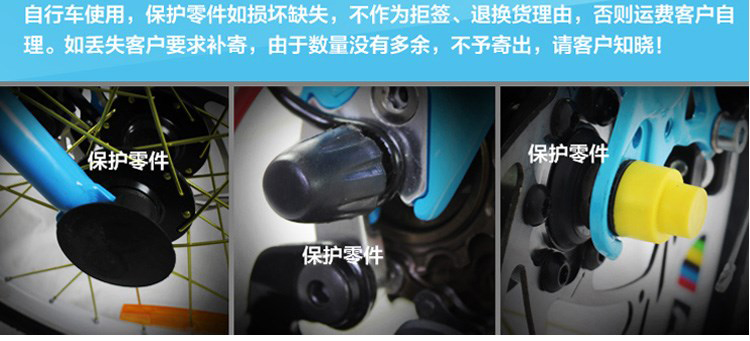 自行车使用，保护零件如损坏缺失，不作为拒签、退换货理由，否则运费客户自
理。如丢失客户要求补寄，由于数量没有多余，不予寄出，请客户知晓！
保护零件
保护零件
保护零件